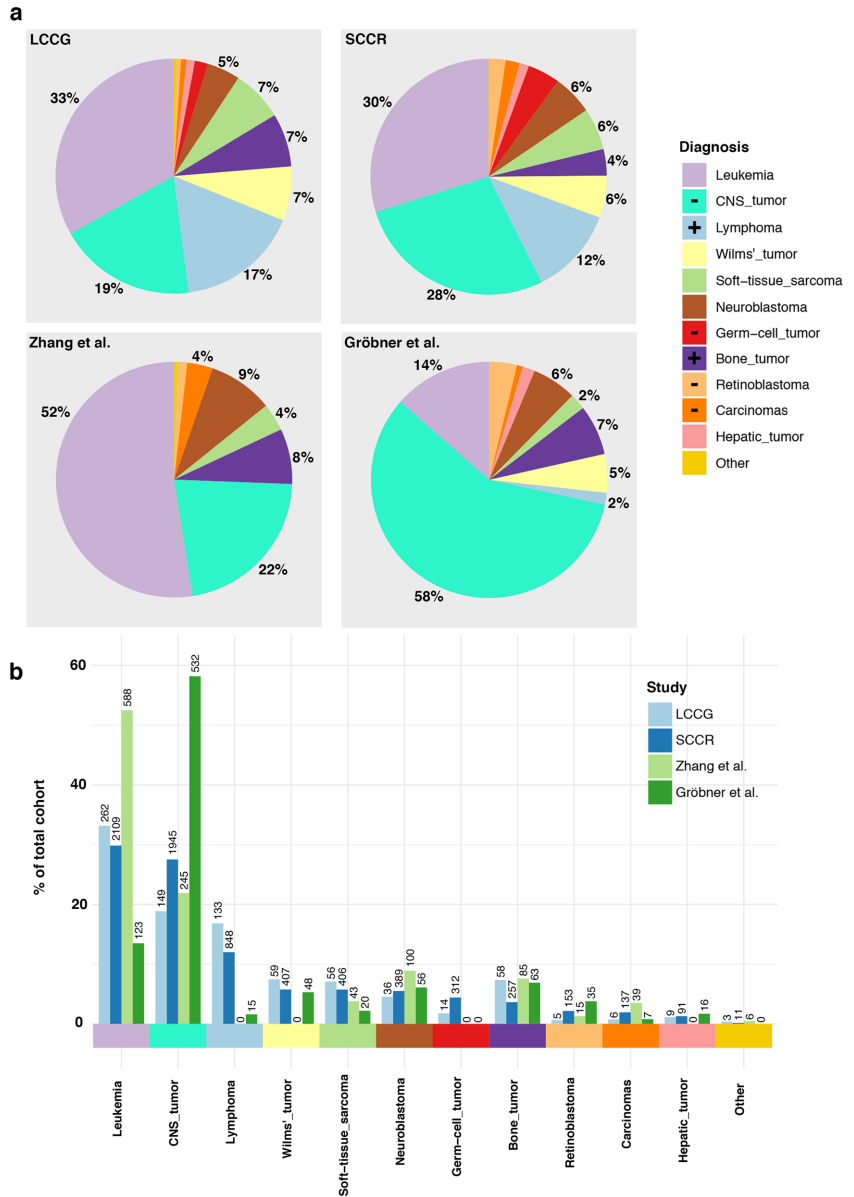 a
LCCG
33%
5%
7%
7%
7%
17%
19%
SCCR
30%
6%
6%
4%
6%
12%
28%
Zhang et al.
52%
4%
9%
4%
8%
22%
Gröbner et al.
14%
6%
2%
7%
5%
2%
58%
Diagnosis
Leukemia
- CNS_tumor
+ Lymphoma
Wilms'_tumor
Soft-tissue_sarcoma
Neuroblastoma
- Germ-cell_tumor
+ Bone_tumor
- Retinoblastoma
- Carcinomas
Hepatic_tumor
Other
b
% of total cohort
60
40
20
0
262 2109 588 123
149 1945 245 532
133 848 0 15
59 407 0 48
56 406 43 20
36 389 100 56
14 312 0 0
58 257 85 63
5 153 15 35
6 137 39 7
9 91 0 16
3 11 6 0
Study
LCCG
SCCR
Zhang et al.
Gröbner et al.
Leukemia
CNS_tumor
Lymphoma
Wilms'_tumor
Soft-tissue_sarcoma
Neuroblastoma
Germ-cell_tumor
Bone_tumor
Retinoblastoma
Carcinomas
Hepatic_tumor
Other